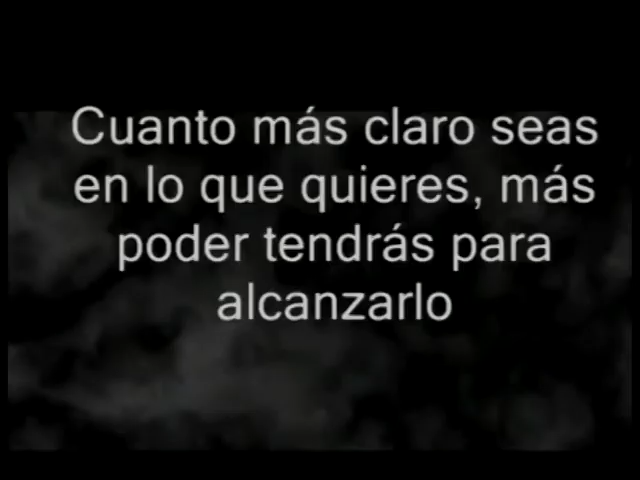 Cuanto más claro seas
en lo que quieres, más
poder tendrás para
alcanzarlo